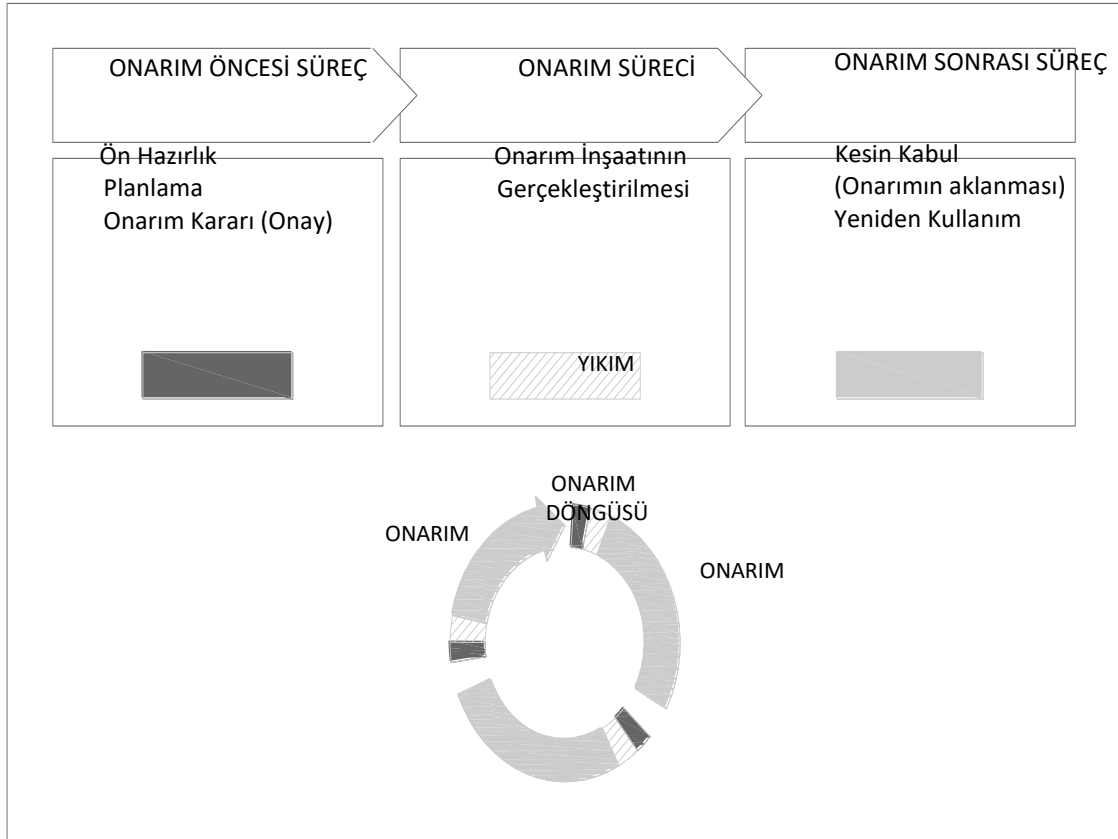 ONARIM ÖNCESİ SÜREÇ
ONARIM SÜRECİ
ONARIM SONRASI SÜREÇ
Ön Hazırlık
Planlama
Onarım Kararı (Onay)
Onarım İnşaatının
Gerçekleştirilmesi
Kesin Kabul
(Onarımın aklanması)
Yeniden Kullanım
YIKIM
ONARIM
DÖNGÜSÜ
ONARIM
ONARIM